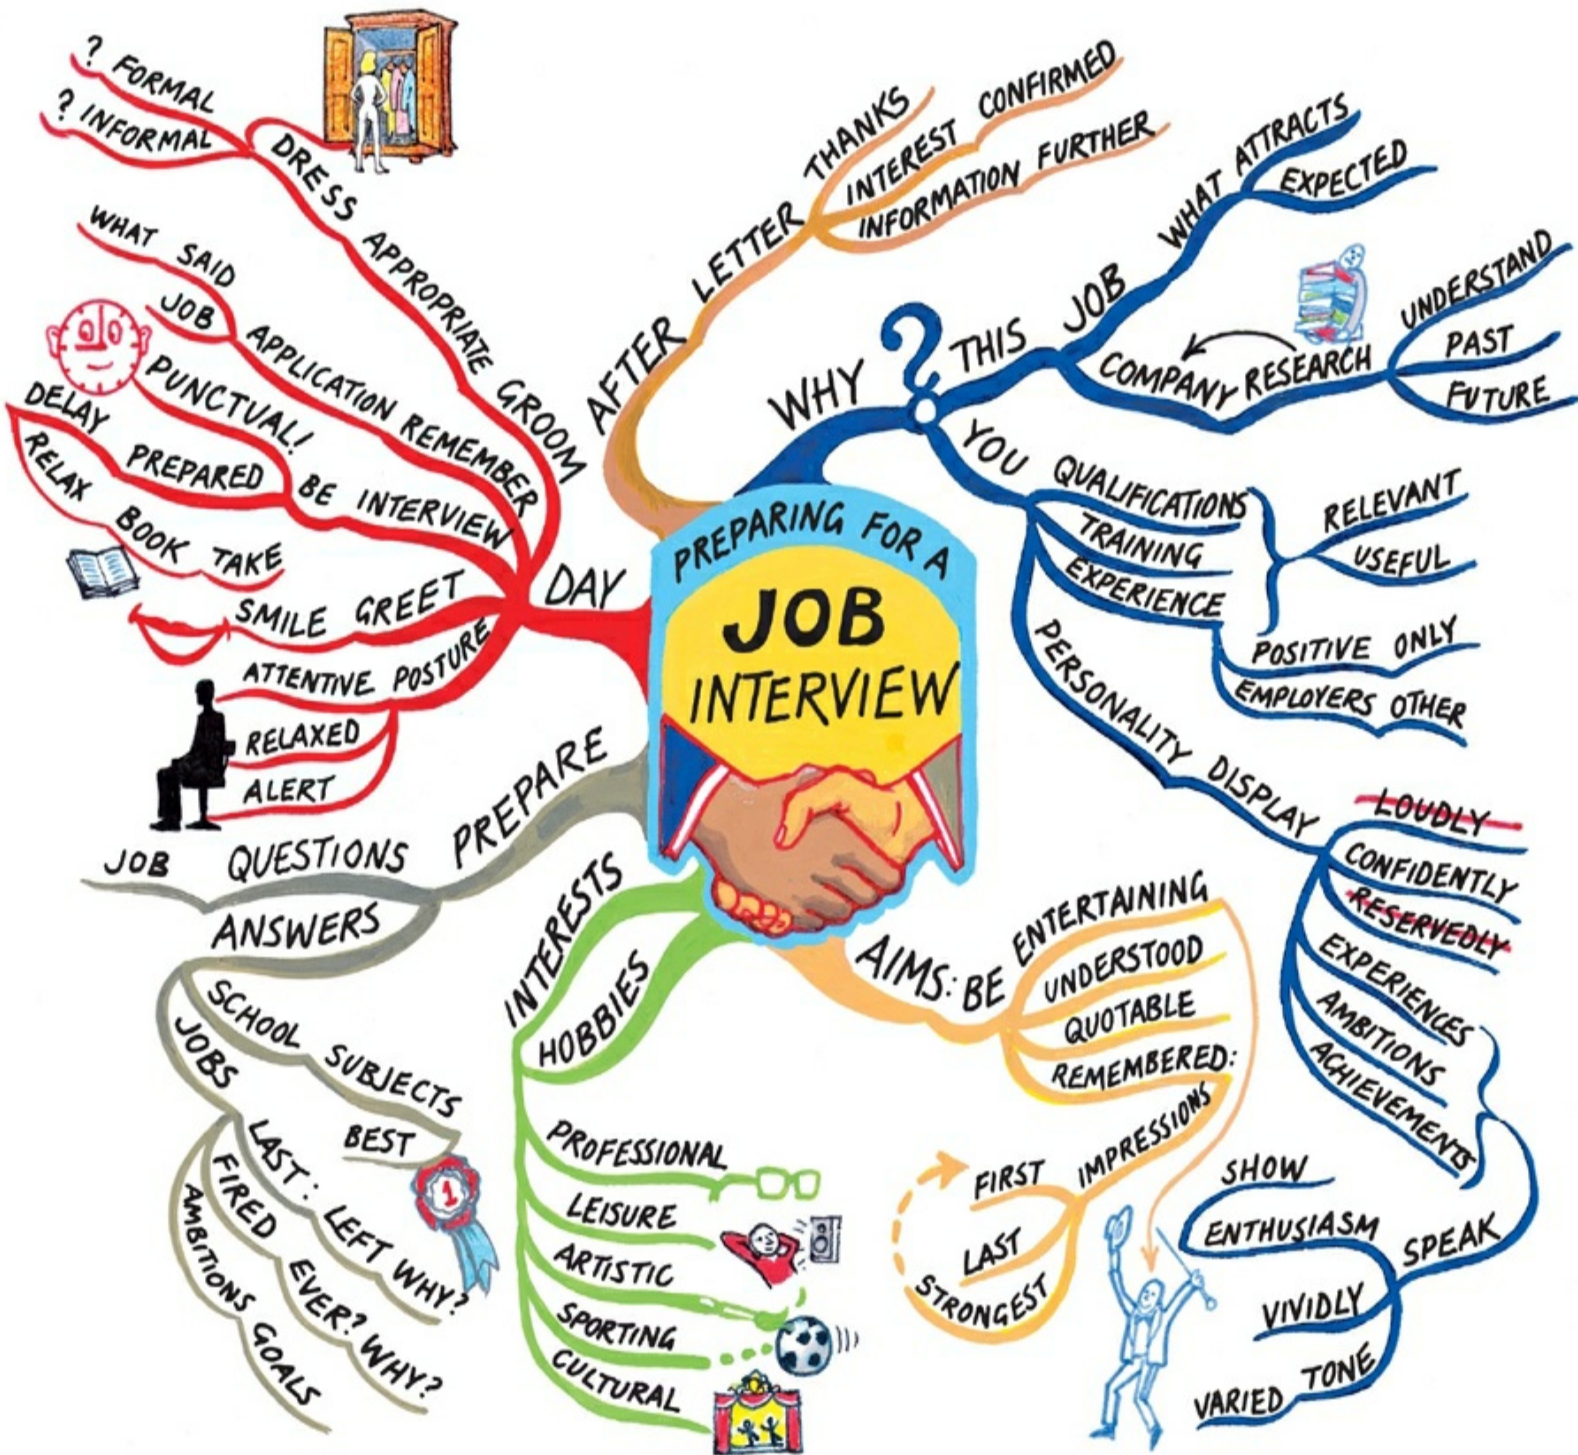 PREPARING FOR A
JOB
INTERVIEW
WHY
?
THIS
JOB
WHAT ATTRACTS
EXPECTED
COMPANY RESEARCH
UNDERSTAND
PAST
FUTURE
YOU
QUALIFICATIONS
TRAINING
EXPERIENCE
RELEVANT
USEFUL
POSITIVE ONLY
EMPLOYERS OTHER
PERSONALITY DISPLAY
LOUDLY
CONFIDENTLY
RESERVEDLY
EXPERIENCES
AMBITIONS
ACHIEVEMENTS
SPEAK
SHOW
ENTHUSIASM
VIVIDLY
VARIED TONE
AIMS: BE
ENTERTAINING
UNDERSTOOD
QUOTABLE
REMEMBERED:
IMPRESSIONS
FIRST
LAST
STRONGEST
INTERESTS
HOBBIES
PROFESSIONAL
LEISURE
ARTISTIC
SPORTING
CULTURAL
PREPARE
QUESTIONS
JOB
ANSWERS
SCHOOL SUBJECTS
BEST
1
JOBS
LAST: LEFT WHY?
FIRED EVER? WHY?
AMBITIONS GOALS
DAY
DRESS APPROPRIATE GROOM
? FORMAL
? INFORMAL
APPLICATION REMEMBER
WHAT SAID
JOB
BE INTERVIEW
PUNCTUAL!
PREPARED
DELAY
RELAX BOOK TAKE
SMILE GREET
ATTENTIVE POSTURE
RELAXED
ALERT
AFTER
LETTER
THANKS
INTEREST CONFIRMED
INFORMATION FURTHER